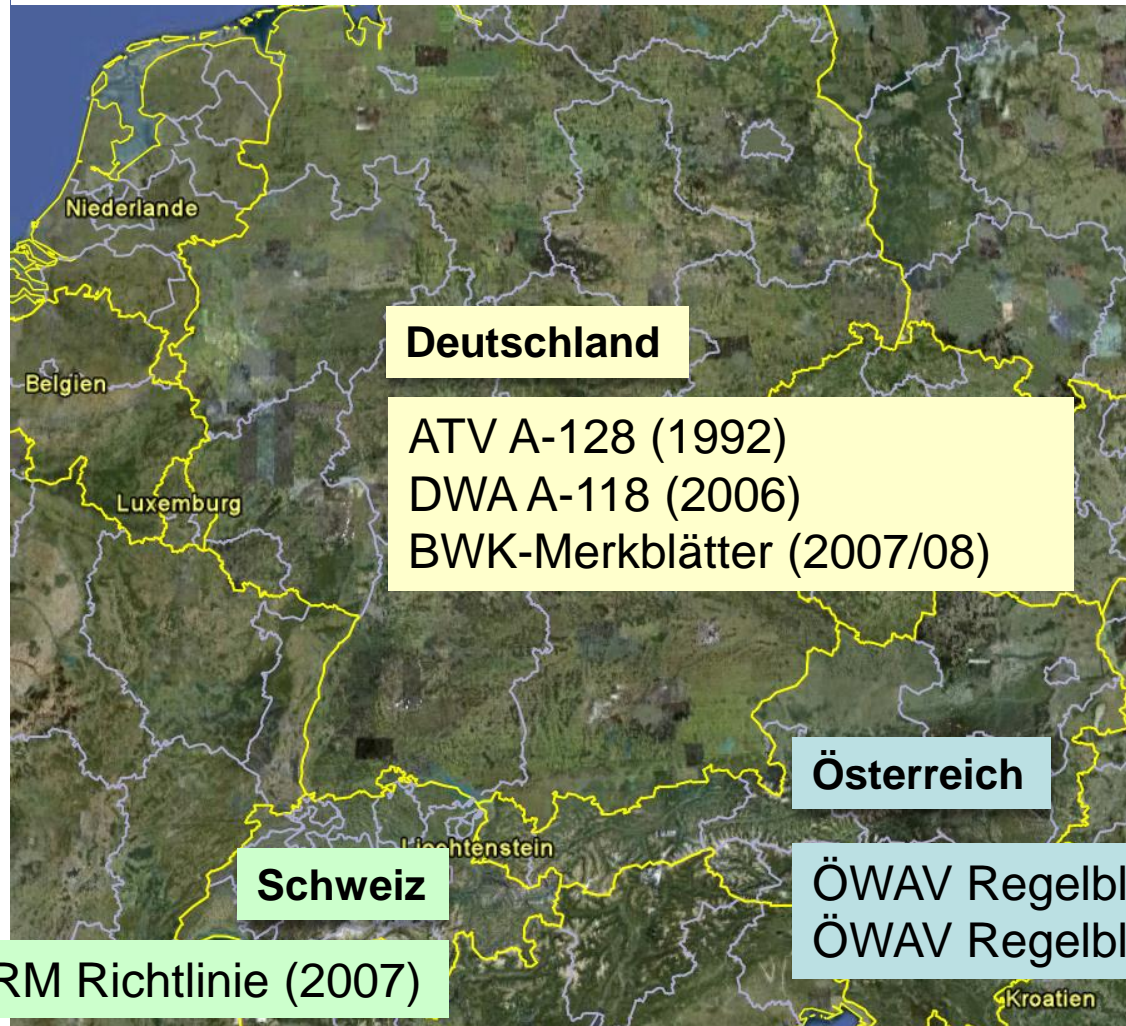 Niederlande
Deutschland
Belgien
ATV A-128 (1992)
DWA A-118 (2006)
BWK-Merkblätter (2007/08)
Luxemburg
Österreich
Schweiz
ÖWAV Regelbl
ÖWAV Regelbl
RM Richtlinie (2007)
Kroatien